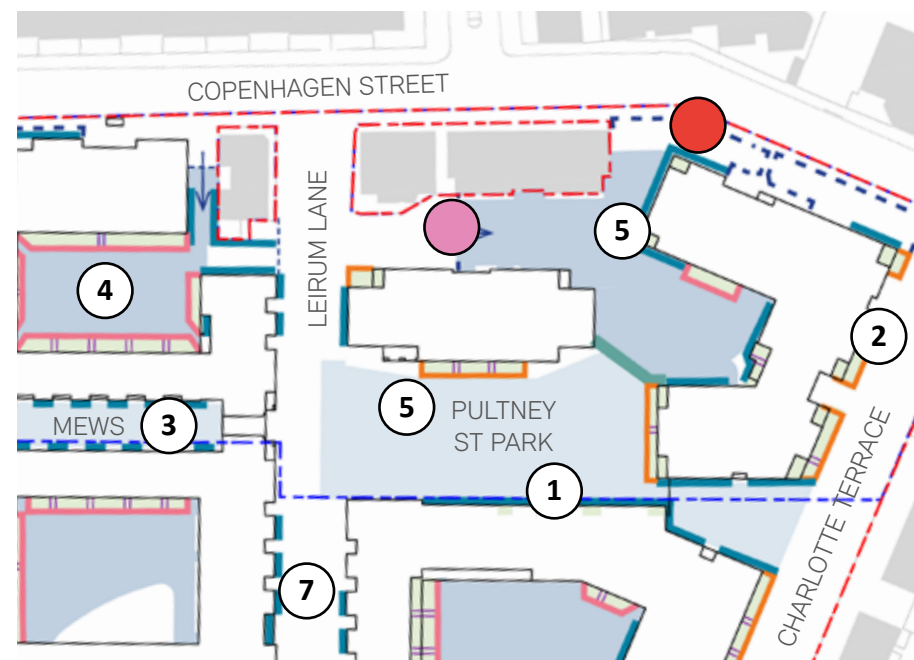 COPENHAGEN STREET
LEIRUM LANE
5
4
2
5
PULTNEY
ST PARK
MEWS
3
1
CHARLOTTE TERRACE
7